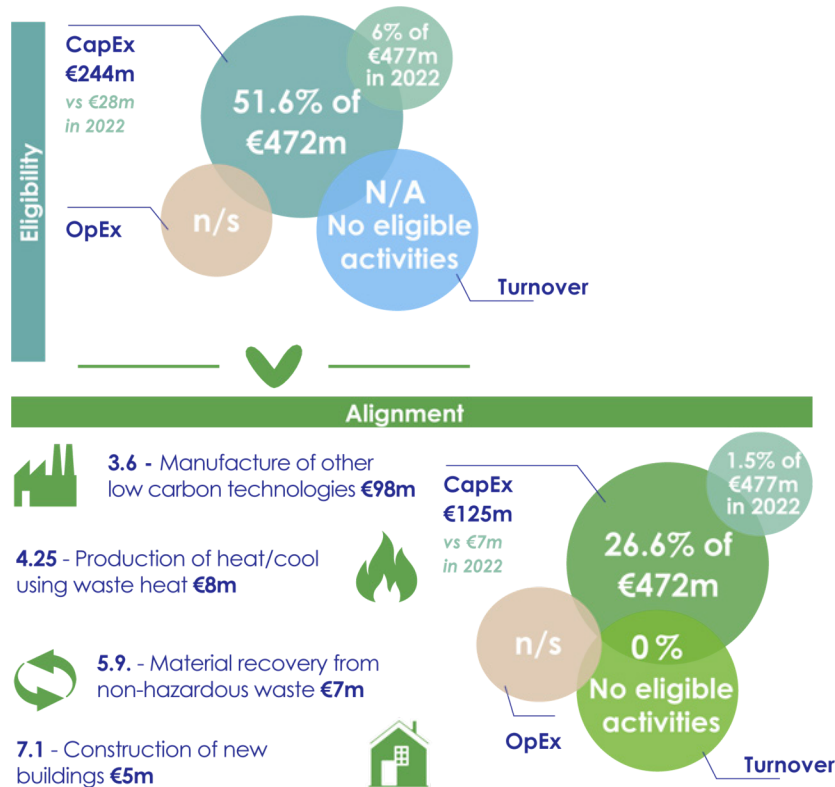 Eligibility
CapEx
€244m
vs €28m
in 2022
51.6% of
€472m
6% of
€477m
in 2022
OpEx
n/s
N/A
No eligible
activities
Turnover
Alignment
3.6 - Manufacture of other
low carbon technologies €98m
4.25 - Production of heat/cool
using waste heat €8m
5.9. - Material recovery from
non-hazardous waste €7m
7.1 - Construction of new
buildings €5m
CapEx
€125m
vs €7m
in 2022
26.6% of
€472m
1.5% of
€477m
in 2022
n/s
OpEx
0%
No eligible
activities
Turnover